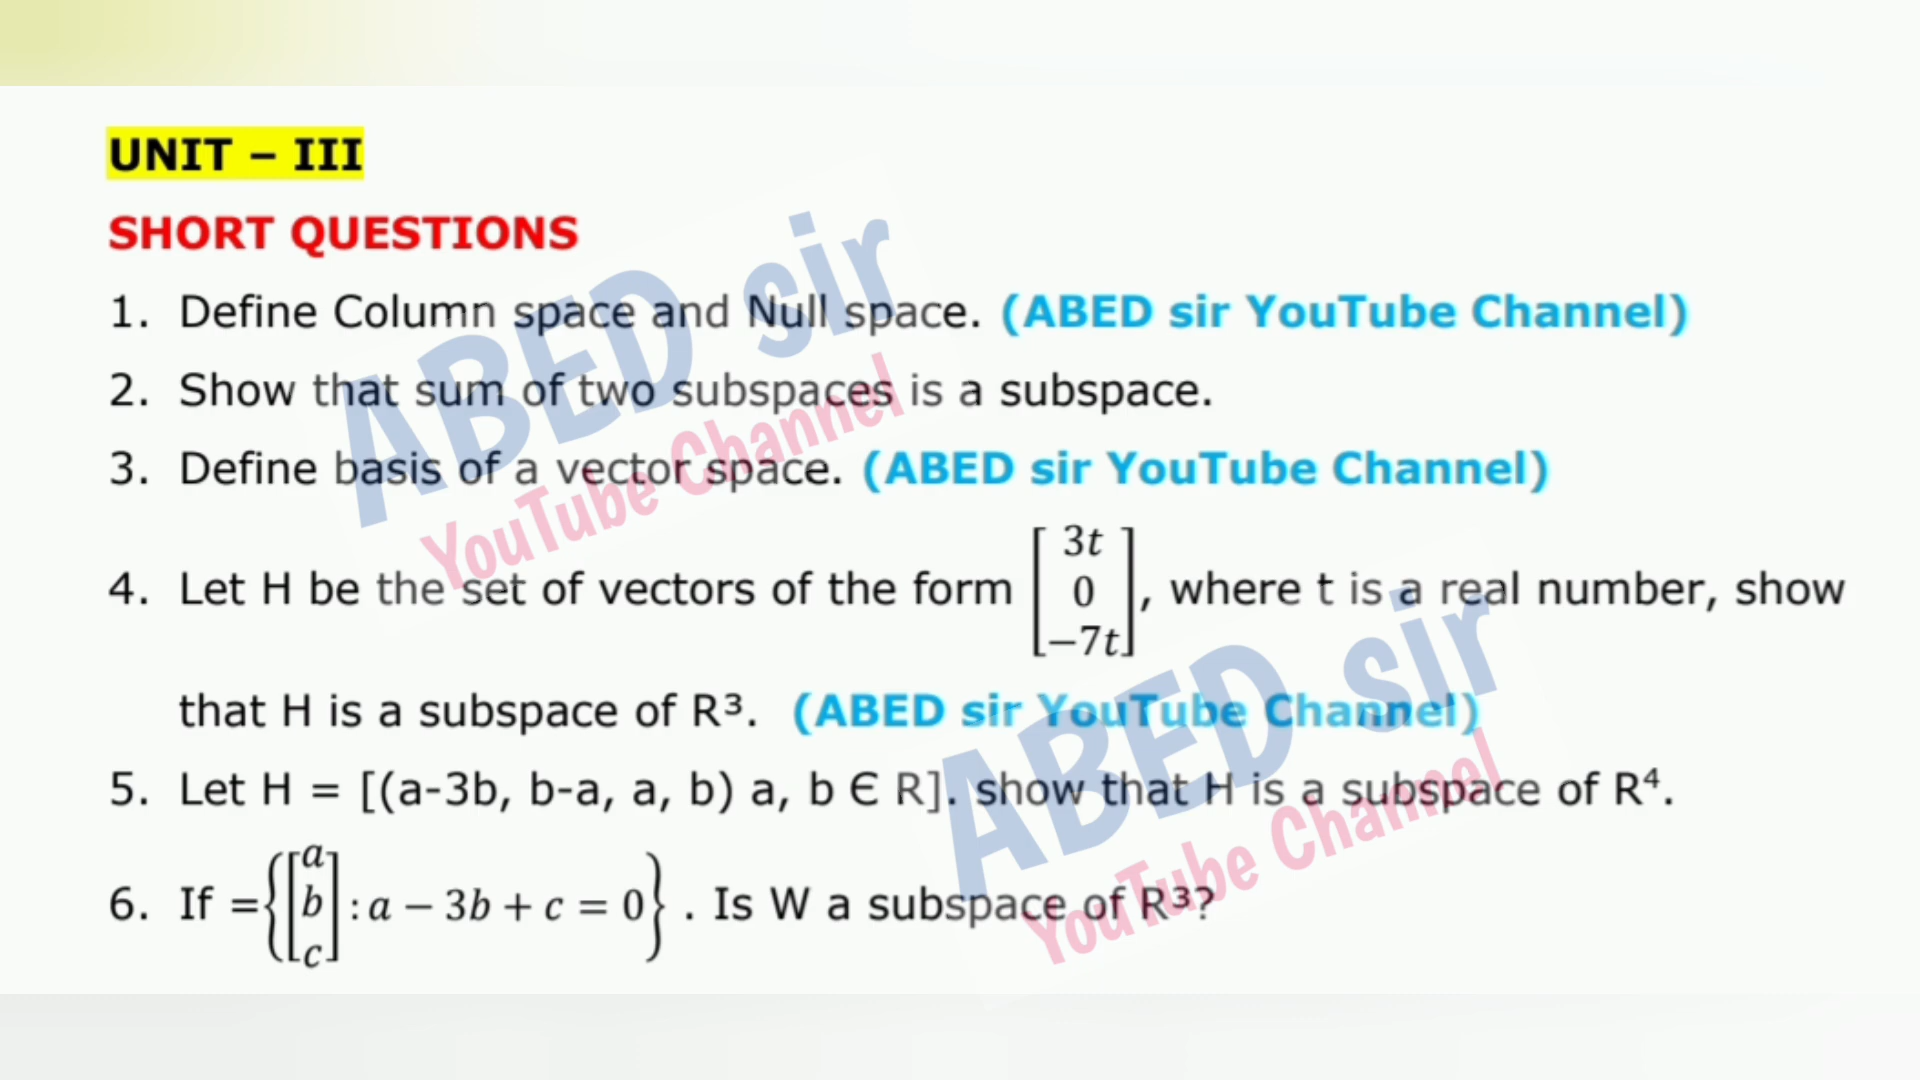 UNIT – III
SHORT QUESTIONS
1. Define Column space and Null space. (ABED sir YouTube Channel)
2. Show that sum of two subspaces is a subspace.
3. Define basis of a vector space. (ABED sir YouTube Channel)
4. Let H be the set of vectors of the form [3t 0 −7t], where t is a real number, show
that H is a subspace of R³. (ABED sir YouTube Channel)
5. Let H = [(a-3b, b-a, a, b) a, b Є R]. show that H is a subspace of R⁴.
6. If ={[a b c] : a − 3b + c = 0} . Is W a subspace of R³?
ABED sir
YouTube Channel
ABED sir
YouTube Channel